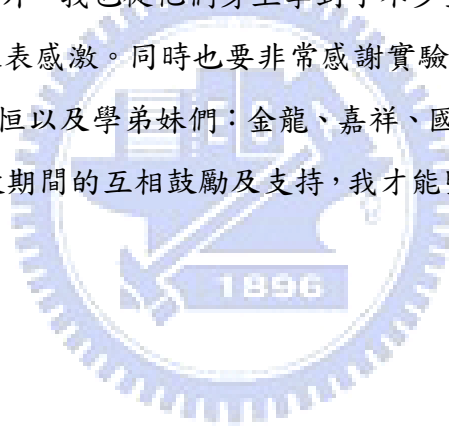 我也從他們身上學到了不少
表感激。同時也要非常感謝實驗
恒以及學弟妹們：金龍、嘉祥、國
期間的互相鼓勵及支持，我才能
1896